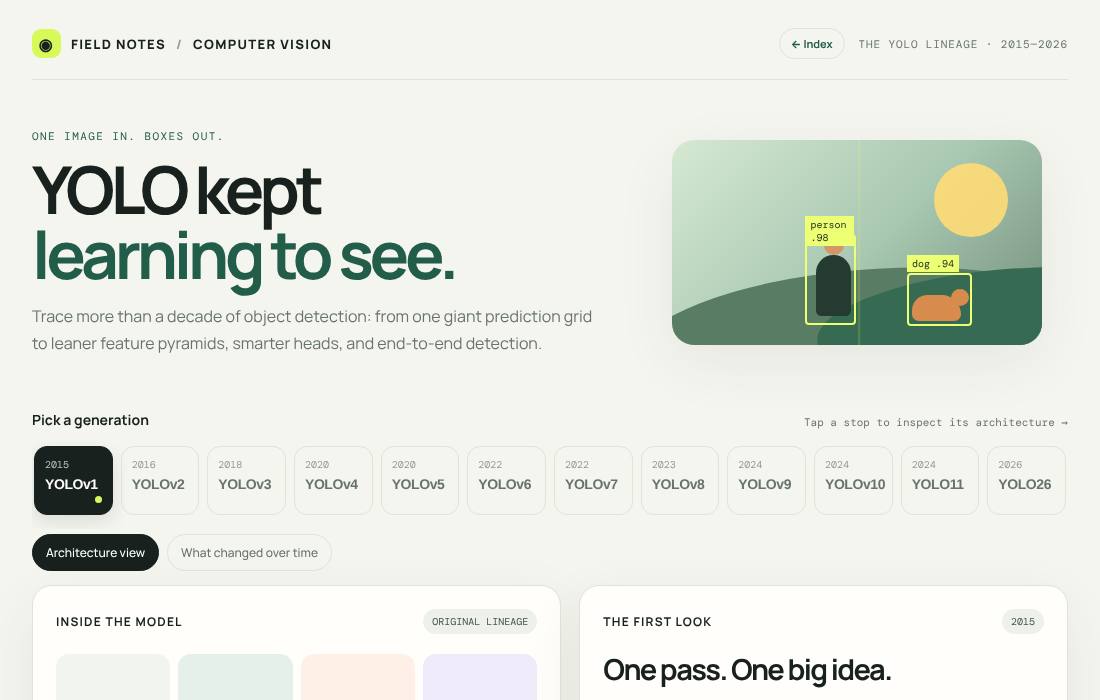 FIELD NOTES / COMPUTER VISION
← Index
THE YOLO LINEAGE · 2015—2026
ONE IMAGE IN. BOXES OUT.
YOLO kept
learning to see.
Trace more than a decade of object detection: from one giant prediction grid
to leaner feature pyramids, smarter heads, and end-to-end detection.
person
.98
dog .94
Pick a generation
Tap a stop to inspect its architecture →
2015
YOLOv1
2016
YOLOv2
2018
YOLOv3
2020
YOLOv4
2020
YOLOv5
2022
YOLOv6
2022
YOLOv7
2023
YOLOv8
2024
YOLOv9
2024
YOLOv10
2024
YOLO11
2026
YOLO26
Architecture view
What changed over time
INSIDE THE MODEL
ORIGINAL LINEAGE
THE FIRST LOOK
2015
One pass. One big idea.